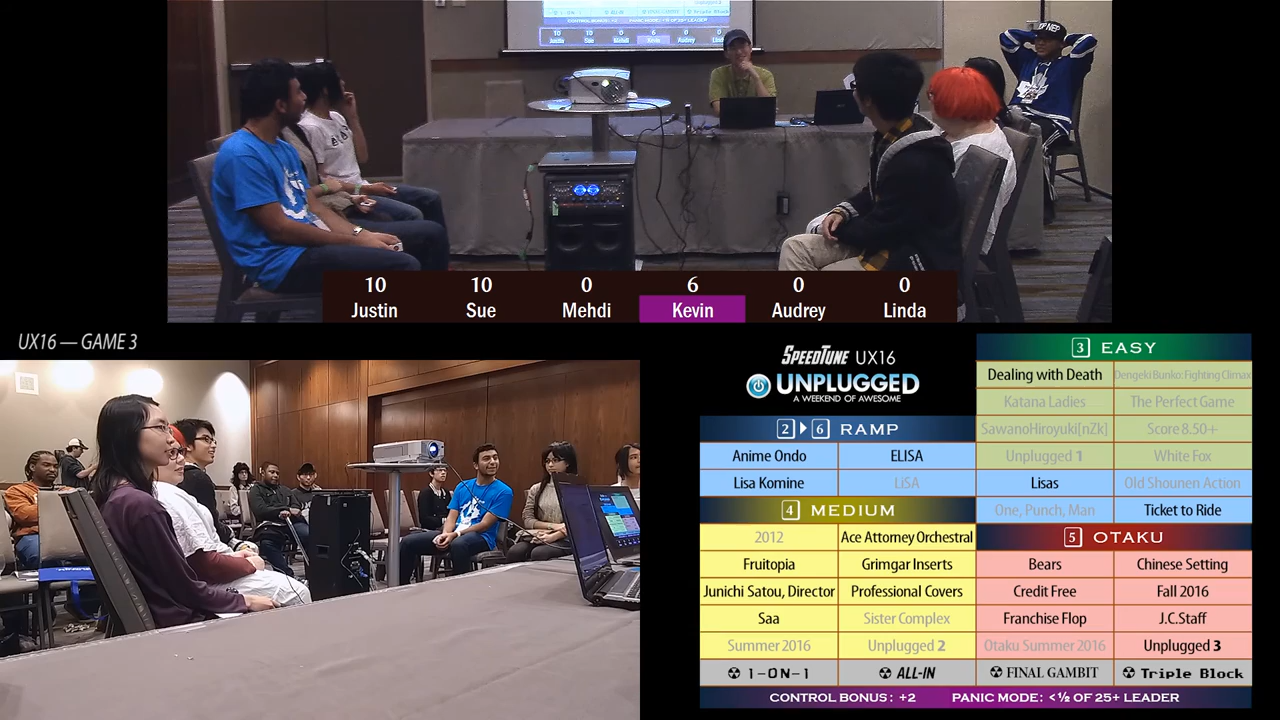 10 10 0 6 0 0
Justin Sue Mehdi Kevin Audrey Linda
UX16 — GAME 3
SPEEDTUNE UX16
UNPLUGGED
A WEEKEND OF AWESOME
3 EASY
Dealing with Death Dengeki Bunko: Fighting Climax
Katana Ladies The Perfect Game
SawanoHiroyuki[nZk] Score 8.50+
Unplugged 1 White Fox
Lisas Old Shounen Action
One, Punch, Man Ticket to Ride
2 ▶ 6 RAMP
Anime Ondo ELISA
Lisa Komine LiSA
4 MEDIUM
2012 Ace Attorney Orchestral
Fruitopia Grimgar Inserts
Junichi Satou, Director Professional Covers
Saa Sister Complex
Summer 2016 Unplugged 2
5 OTAKU
Bears Chinese Setting
Credit Free Fall 2016
Franchise Flop J.C.Staff
Otaku Summer 2016 Unplugged 3
☢ 1-ON-1 ☢ ALL-IN ☢ FINAL GAMBIT ☢ Triple Block
CONTROL BONUS: +2 PANIC MODE: <½ OF 25+ LEADER